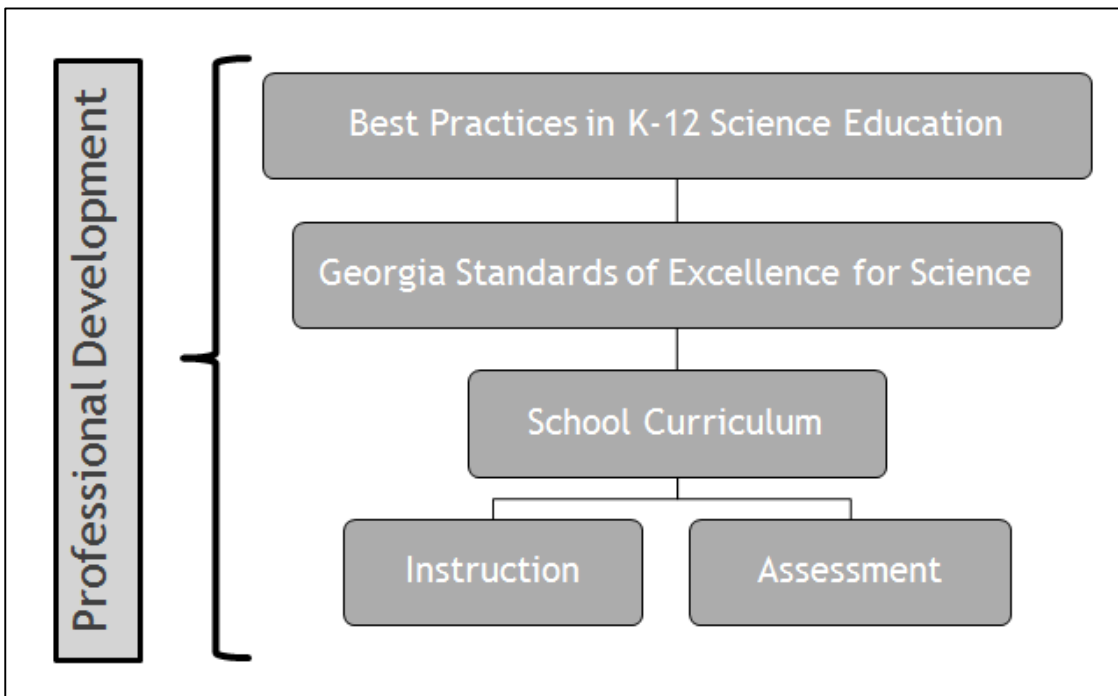 Professional Development
Best Practices in K-12 Science Education
Georgia Standards of Excellence for Science
School Curriculum
Instruction
Assessment